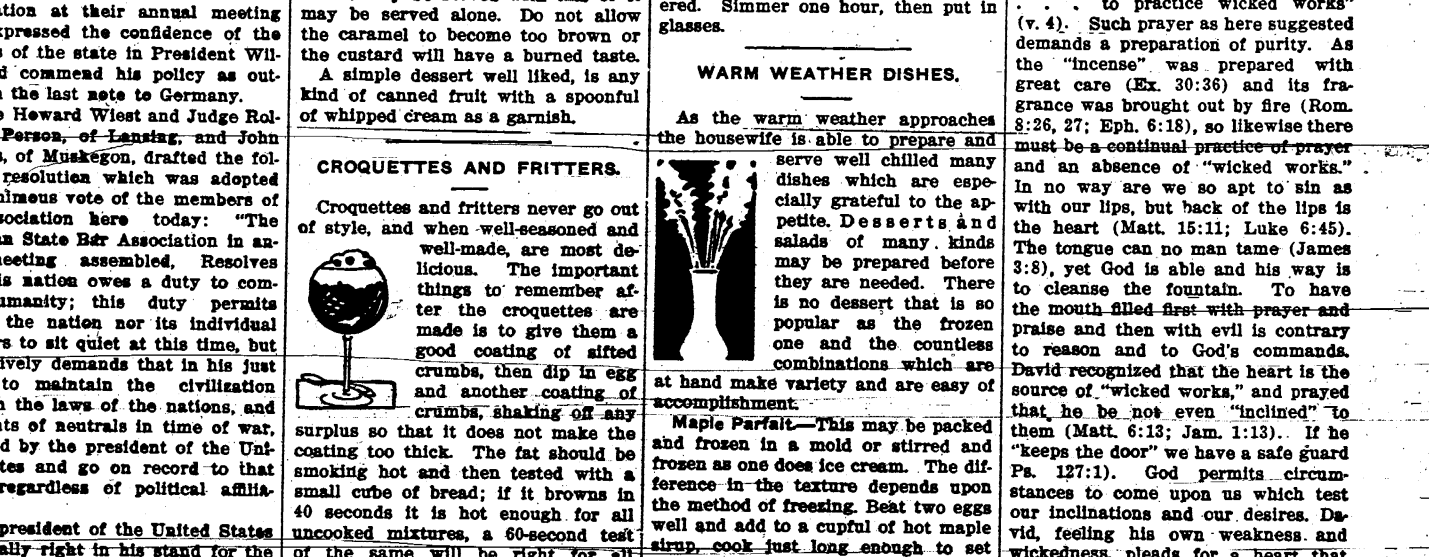 ation at their annual meeting
xpressed the confidence of the
s of the state in President Wil-
d commend his policy as out-
n the last note to Germany.
e Howard Wiest and Judge Rol-
Person, of Lansing, and John
s, of Muskegon, drafted the fol-
resolution which was adopted
nimous vote of the members of
sociation here today: "The
an State Bar Association in an-
meeting assembled, Resolves
is nation owes a duty to com-
umanity; this duty permits
the nation nor its individual
rs to sit quiet at this time, but
ively demands that in his just
to maintain the civilization
n the laws of the nations, and
ts of neutrals in time of war,
d by the president of the Uni-
tes and go on record to that
regardless of political affilia-
president of the United States
ally right in his stand for the
may be served alone. Do not allow
the caramel to become too brown or
the custard will have a burned taste.
A simple dessert well liked, is any
kind of canned fruit with a spoonful
of whipped cream as a garnish.
CROQUETTES AND FRITTERS.
Croquettes and fritters never go out
of style, and when well-seasoned and
well-made, are most de-
licious. The important
things to remember af-
ter the croquettes are
made is to give them a
good coating of sifted
crumbs, then dip in egg
and another coating of
crumbs, shaking off any
surplus so that it does not make the
coating too thick. The fat should be
smoking hot and then tested with a
small cube of bread; if it browns in
40 seconds it is hot enough for all
uncooked mixtures, a 60-second test
of the same will be right for all
ered. Simmer one hour, then put in
glasses.
WARM WEATHER DISHES.
As the warm weather approaches
the housewife is able to prepare and
serve well chilled many
dishes which are espe-
cially grateful to the ap-
petite. Desserts and
salads of many kinds
may be prepared before
they are needed. There
is no dessert that is so
popular as the frozen
one and the countless
combinations which are
at hand make variety and are easy of
accomplishment.
Maple Parfait.—This may be packed
and frozen in a mold or stirred and
frozen as one does ice cream. The dif-
ference in the texture depends upon
the method of freezing. Beat two eggs
well and add to a cupful of hot maple
sirup, cook just long enough to set
. . . to practice wicked works"
(v. 4). Such prayer as here suggested
demands a preparation of purity. As
the "incense" was prepared with
great care (Ex. 30:36) and its fra-
grance was brought out by fire (Rom.
8:26, 27; Eph. 6:18), so likewise there
must be a continual practice of prayer
and an absence of "wicked works."
In no way are we so apt to sin as
with our lips, but back of the lips is
the heart (Matt. 15:11; Luke 6:45).
The tongue can no man tame (James
3:8), yet God is able and his way is
to cleanse the fountain. To have
the mouth filled first with prayer and
praise and then with evil is contrary
to reason and to God's commands.
David recognized that the heart is the
source of "wicked works," and prayed
that he be not even "inclined" to
them (Matt. 6:13; Jam. 1:13). If he
"keeps the door" we have a safe guard
Ps. 127:1). God permits circum-
stances to come upon us which test
our inclinations and our desires. Da-
vid, feeling his own weakness and
wickedness, pleads for a heart that